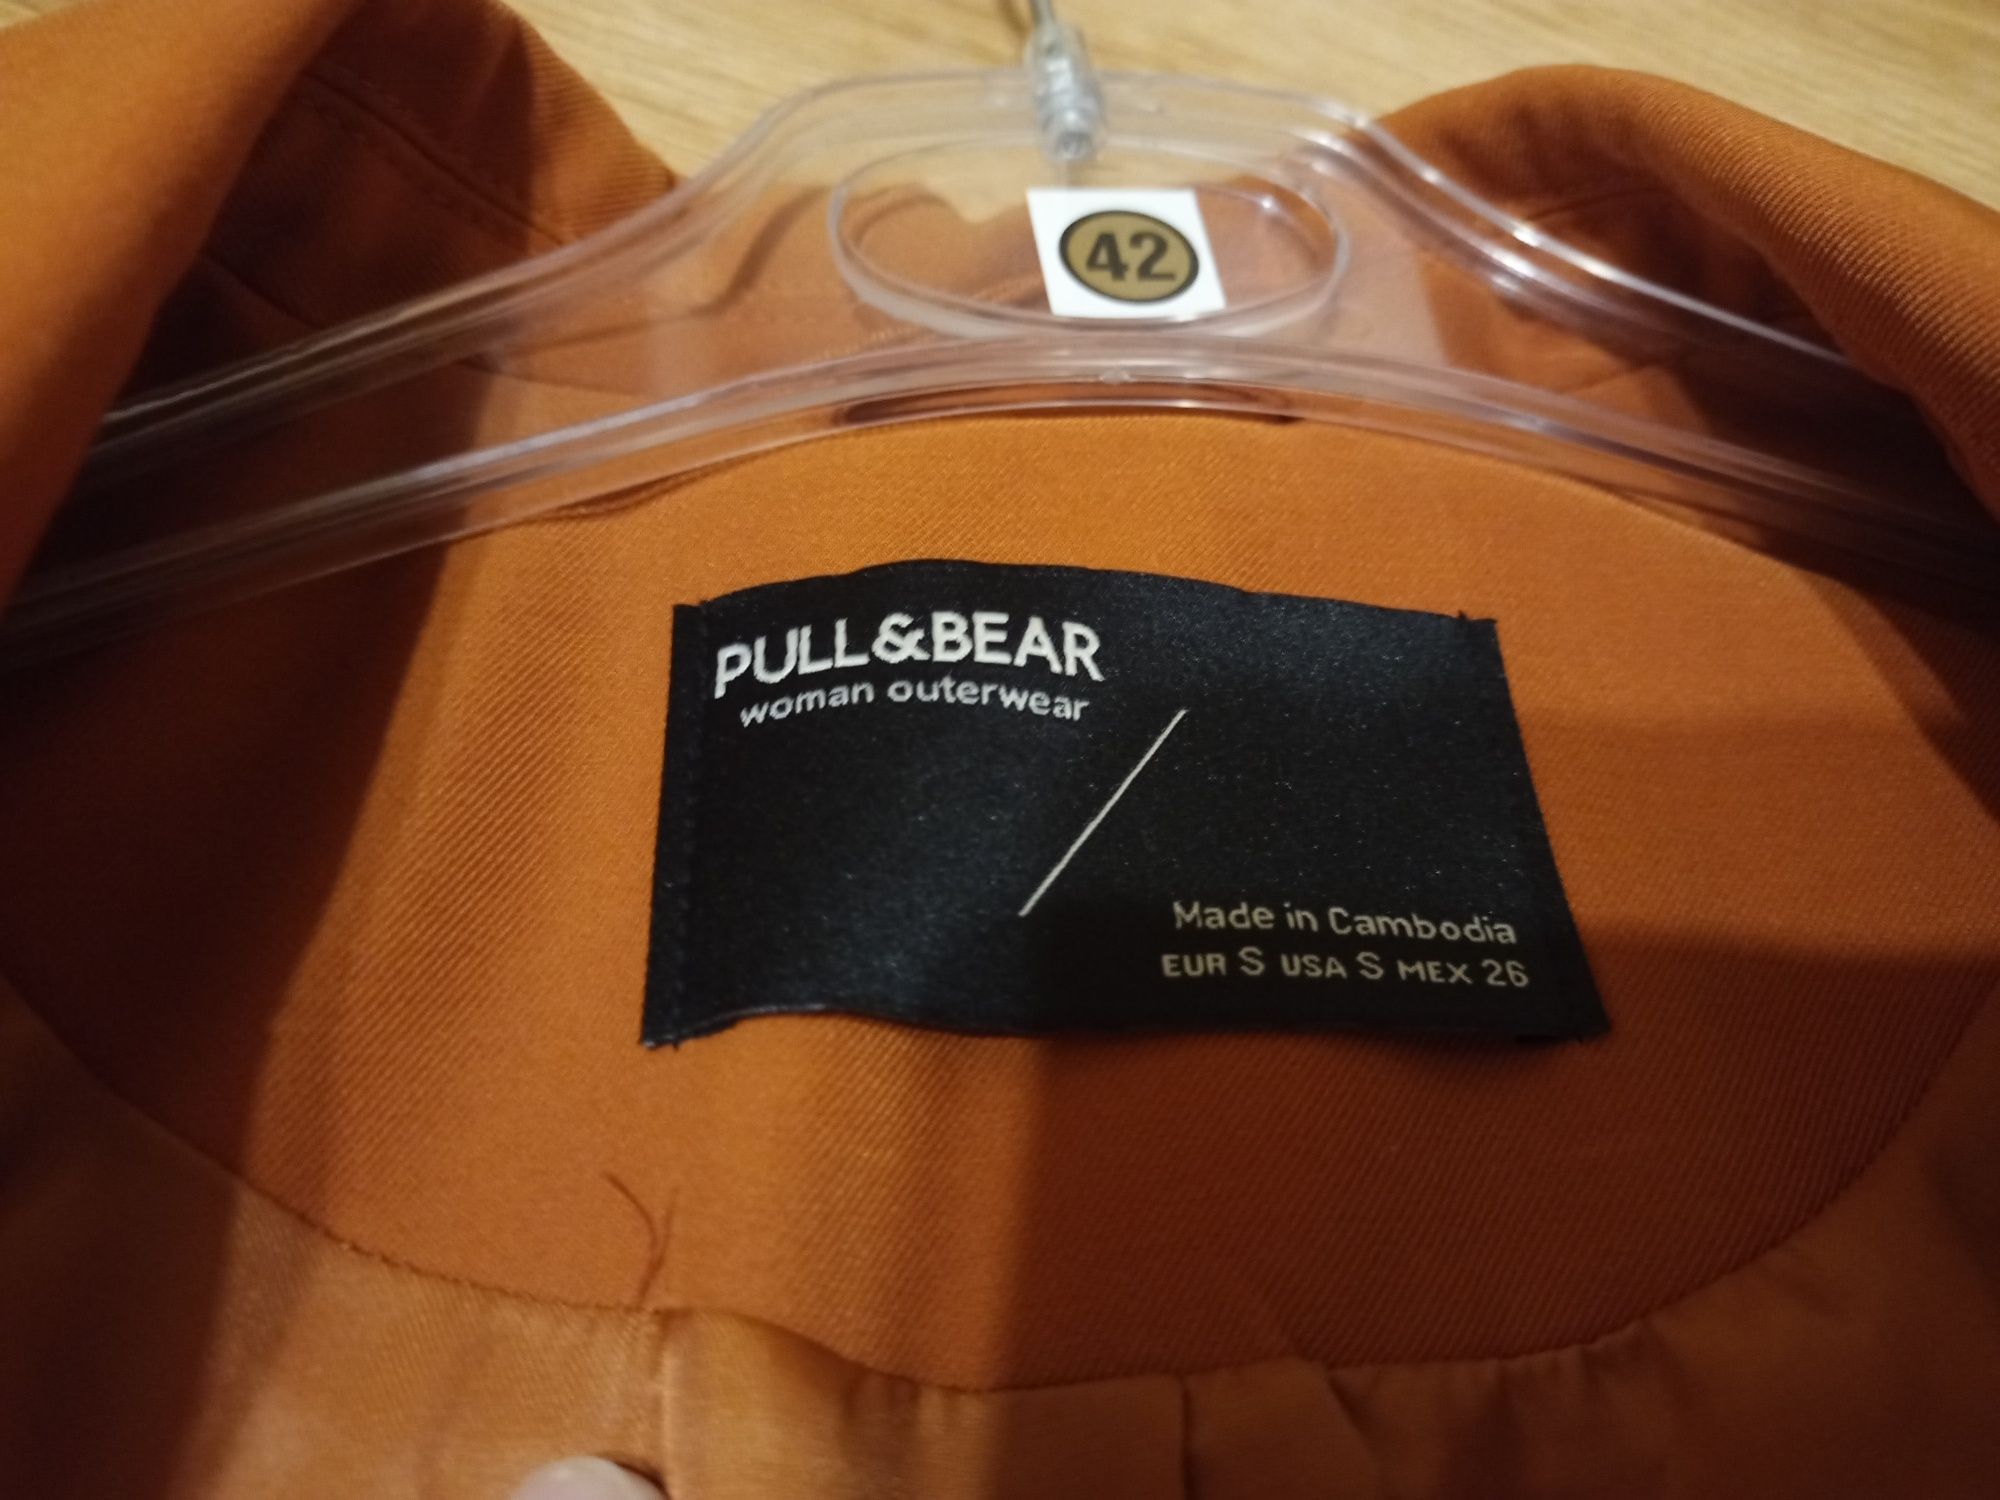 42
PULL&BEAR
woman outerwear
Made in Cambodia
EUR S USA S MEX 26